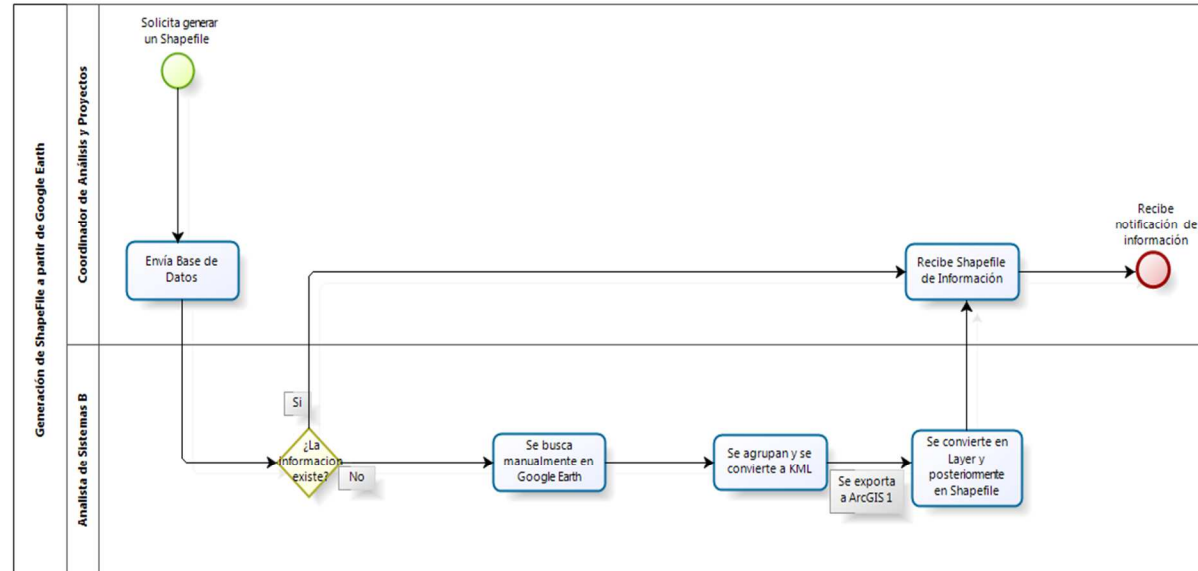 Generación de ShapeFile a partir de Google Earth
Coordinador de Análisis y Proyectos
Solicita generar
un Shapefile
Envía Base de
Datos
Recibe Shapefile
de Información
Recibe
notificación de
información
Analista de Sistemas B
Si
¿La
informacion
existe?
No
Se busca
manualmente en
Google Earth
Se agrupan y se
convierte a KML
Se exporta
a ArcGIS 1
Se convierte en
Layer y
posteriormente
en Shapefile